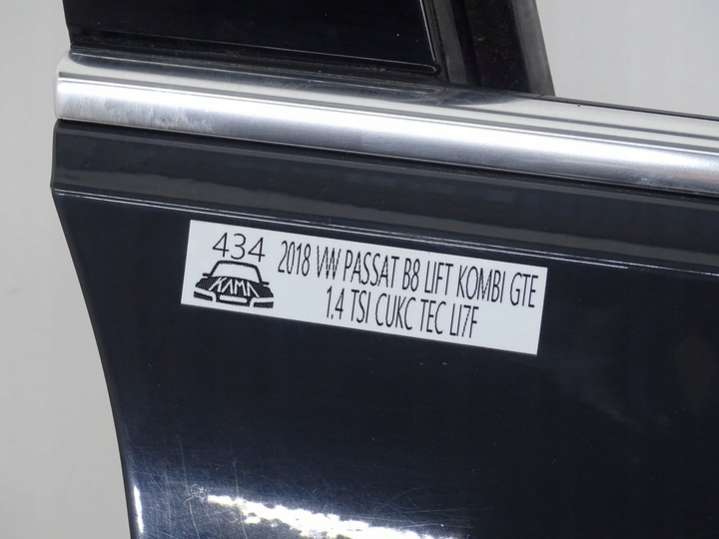 434
KAMA
2018 VW PASSAT B8 LIFT KOMBI GTE
1.4 TSI CUKC TEC LI7F